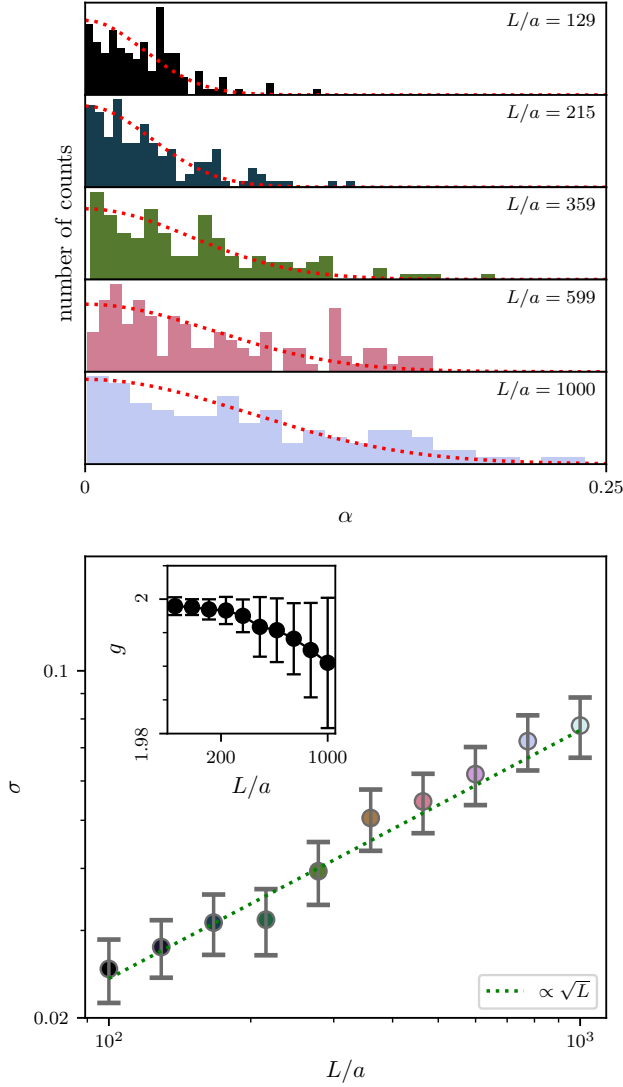 L/a = 129
L/a = 215
L/a = 359
L/a = 599
L/a = 1000
number of counts
0
0.25
α
2
1.98
g
200
1000
L/a
0.1
0.02
σ
∝ √L
10²
10³
L/a